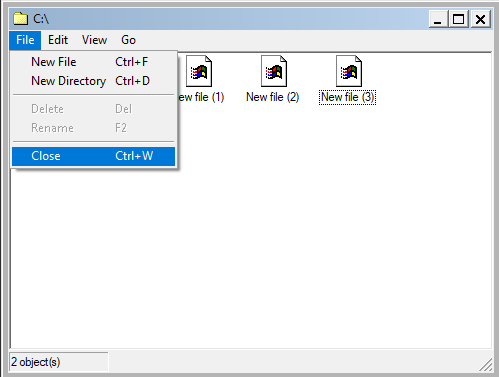 C:\
File Edit View Go
New File Ctrl+F
New Directory Ctrl+D
Delete Del
Rename F2
Close Ctrl+W
ew file (1) New file (2) New file (3)
2 object(s)